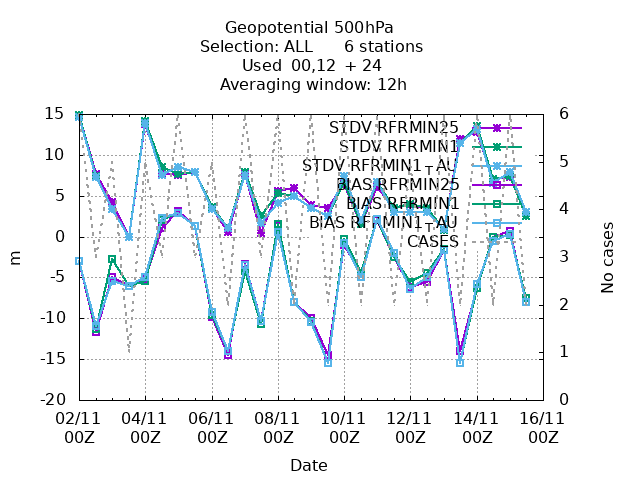 Geopotential 500hPa
Selection: ALL      6 stations
Used  00,12  + 24
Averaging window: 12h
STDV RFRMIN25
STDV RFRMIN1
STDV RFRMIN1_AU
BIAS RFRMIN25
BIAS RFRMIN1
BIAS RFRMIN1_AU
CASES
15
10
5
0
-5
-10
-15
-20
m
6
5
4
3
2
1
0
No cases
02/11 04/11 06/11 08/11 10/11 12/11 14/11 16/11
00Z 00Z 00Z 00Z 00Z 00Z 00Z 00Z
Date